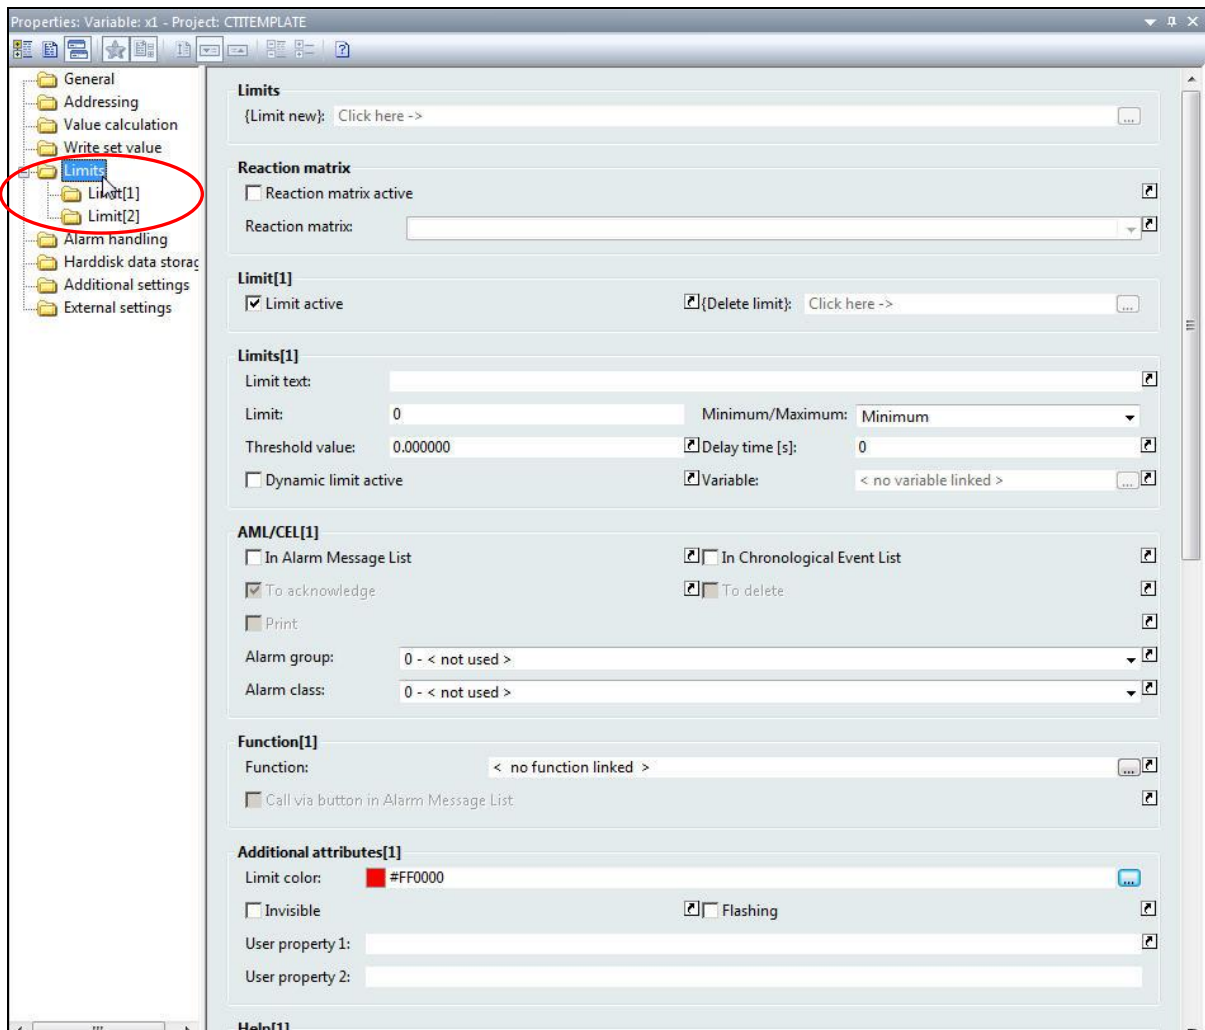 Properties: Variable: x1 - Project: CTITEMPLATE
General
Addressing
Value calculation
Write set value
Limits
Limit[1]
Limit[2]
Alarm handling
Harddisk data storag
Additional settings
External settings
Limits
{Limit new}: Click here ->
Reaction matrix
Reaction matrix active
Reaction matrix:
Limit[1]
Limit active {Delete limit}: Click here ->
Limits[1]
Limit text:
Limit: 0 Minimum/Maximum: Minimum
Threshold value: 0.000000 Delay time [s]: 0
Dynamic limit active Variable: < no variable linked >
AML/CEL[1]
In Alarm Message List In Chronological Event List
To acknowledge To delete
Print
Alarm group: 0 - < not used >
Alarm class: 0 - < not used >
Function[1]
Function: < no function linked >
Call via button in Alarm Message List
Additional attributes[1]
Limit color: #FF0000
Invisible Flashing
User property 1:
User property 2:
Help[1]